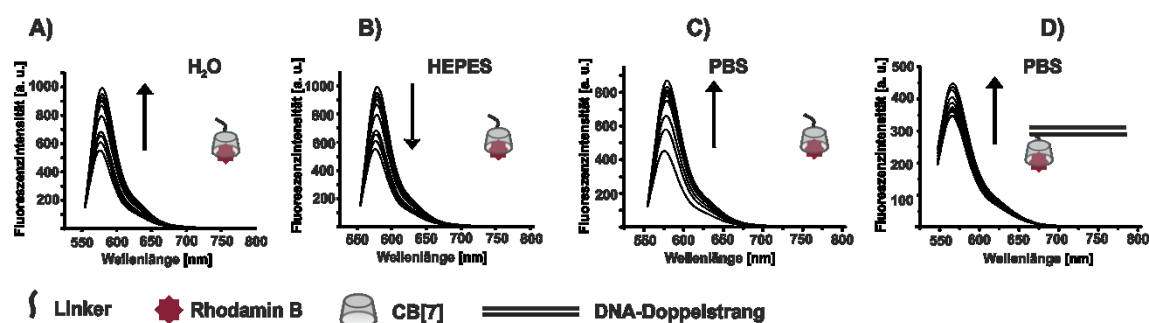 A)
H₂O
Fluoreszenzintensität [a. u.]
1000
800
600
400
200
550 600 650 700 750 800
Wellenlänge [nm]
B)
HEPES
Fluoreszenzintensität [a. u.]
1000
800
600
400
200
550 600 650 700 750 800
Wellenlänge [nm]
C)
PBS
Fluoreszenzintensität [a. u.]
800
600
400
200
550 600 650 700 750 800
Wellenlänge [nm]
D)
PBS
Fluoreszenzintensität [a. u.]
500
400
300
200
100
550 600 650 700 750 800
Wellenlänge [nm]
Linker
Rhodamin B
CB[7]
DNA-Doppelstrang